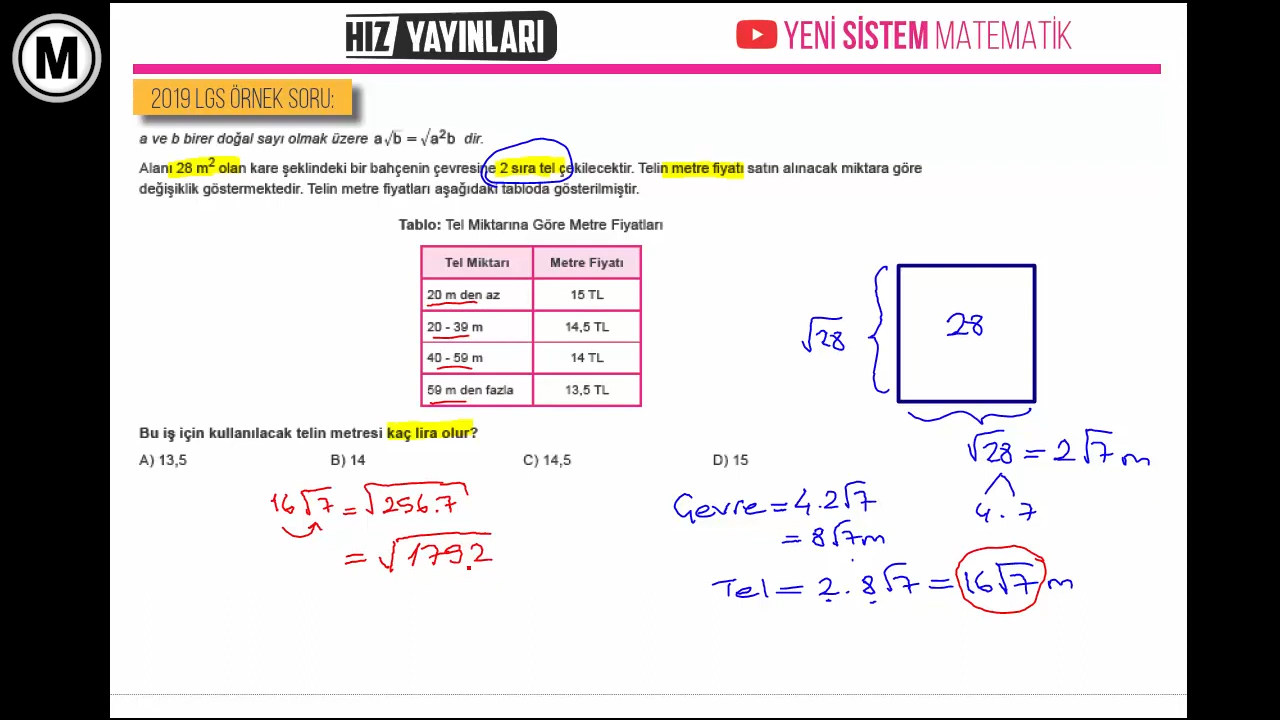 M
HIZ YAYINLARI
YENİ SİSTEM MATEMATİK
2019 LGS ÖRNEK SORU:
a ve b birer doğal sayı olmak üzere a√b = √a²b dir.
Alanı 28 m² olan kare şeklindeki bir bahçenin çevresine 2 sıra tel çekilecektir. Telin metre fiyatı satın alınacak miktara göre
değişiklik göstermektedir. Telin metre fiyatları aşağıdaki tabloda gösterilmiştir.
Tablo: Tel Miktarına Göre Metre Fiyatları
Tel Miktarı Metre Fiyatı
20 m den az 15 TL
20 - 39 m 14,5 TL
40 - 59 m 14 TL
59 m den fazla 13,5 TL
Bu iş için kullanılacak telin metresi kaç lira olur?
A) 13,5 B) 14 C) 14,5 D) 15
28
√28
√28 = 2√7 m
4 . 7
Çevre = 4.2√7
= 8√7m
Tel = 2 . 8√7 = 16√7 m
16√7 = √256.7
= √1792